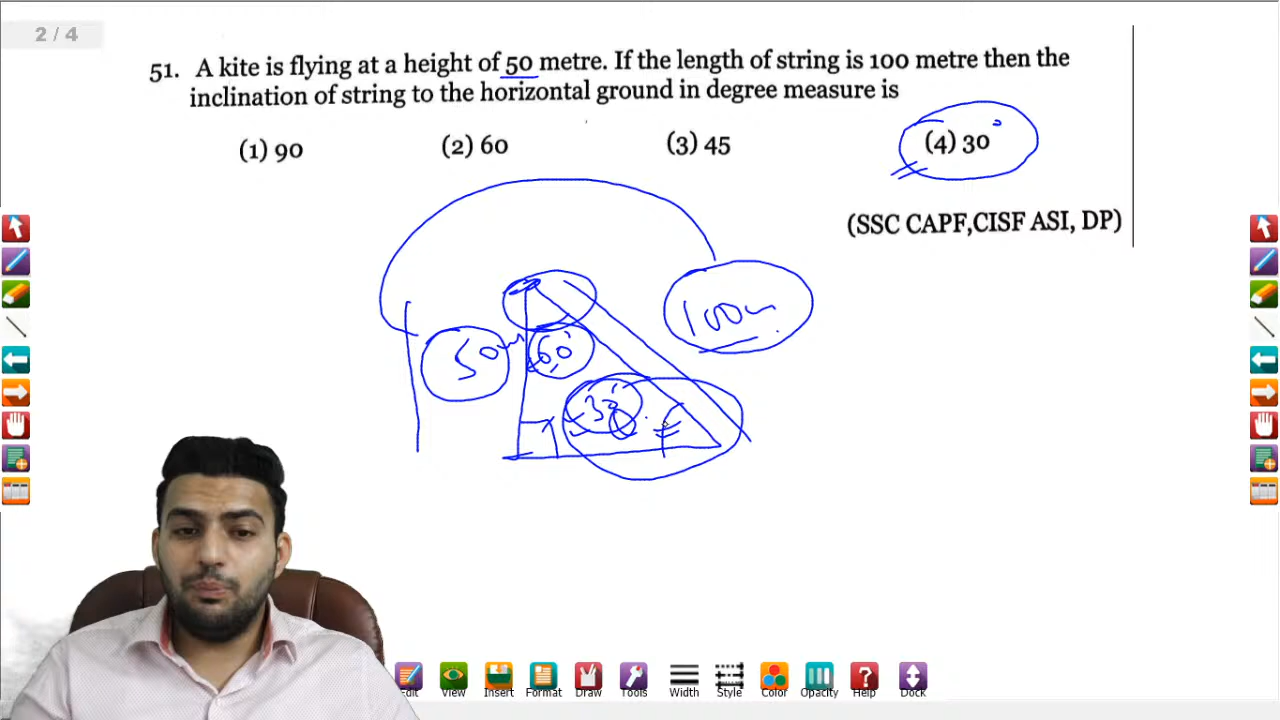 2 / 4
51. A kite is flying at a height of 50 metre. If the length of string is 100 metre then the
inclination of string to the horizontal ground in degree measure is
(1) 90 (2) 60 (3) 45 (4) 30°
(SSC CAPF,CISF ASI, DP)
100m
50m 60
30
Edit View Insert Format Draw Tools Width Style Color Opacity Help Dock